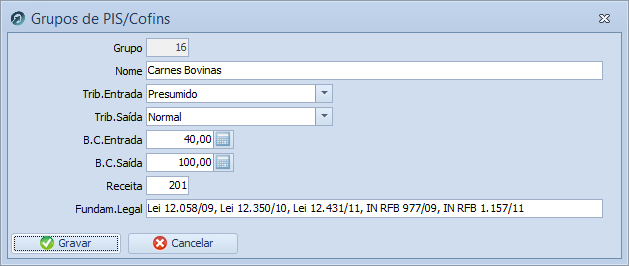 Grupos de PIS/Cofins
Grupo 16
Nome Carnes Bovinas
Trib.Entrada Presumido
Trib.Saída Normal
B.C.Entrada 40,00
B.C.Saída 100,00
Receita 201
Fundam.Legal Lei 12.058/09, Lei 12.350/10, Lei 12.431/11, IN RFB 977/09, IN RFB 1.157/11
Gravar Cancelar